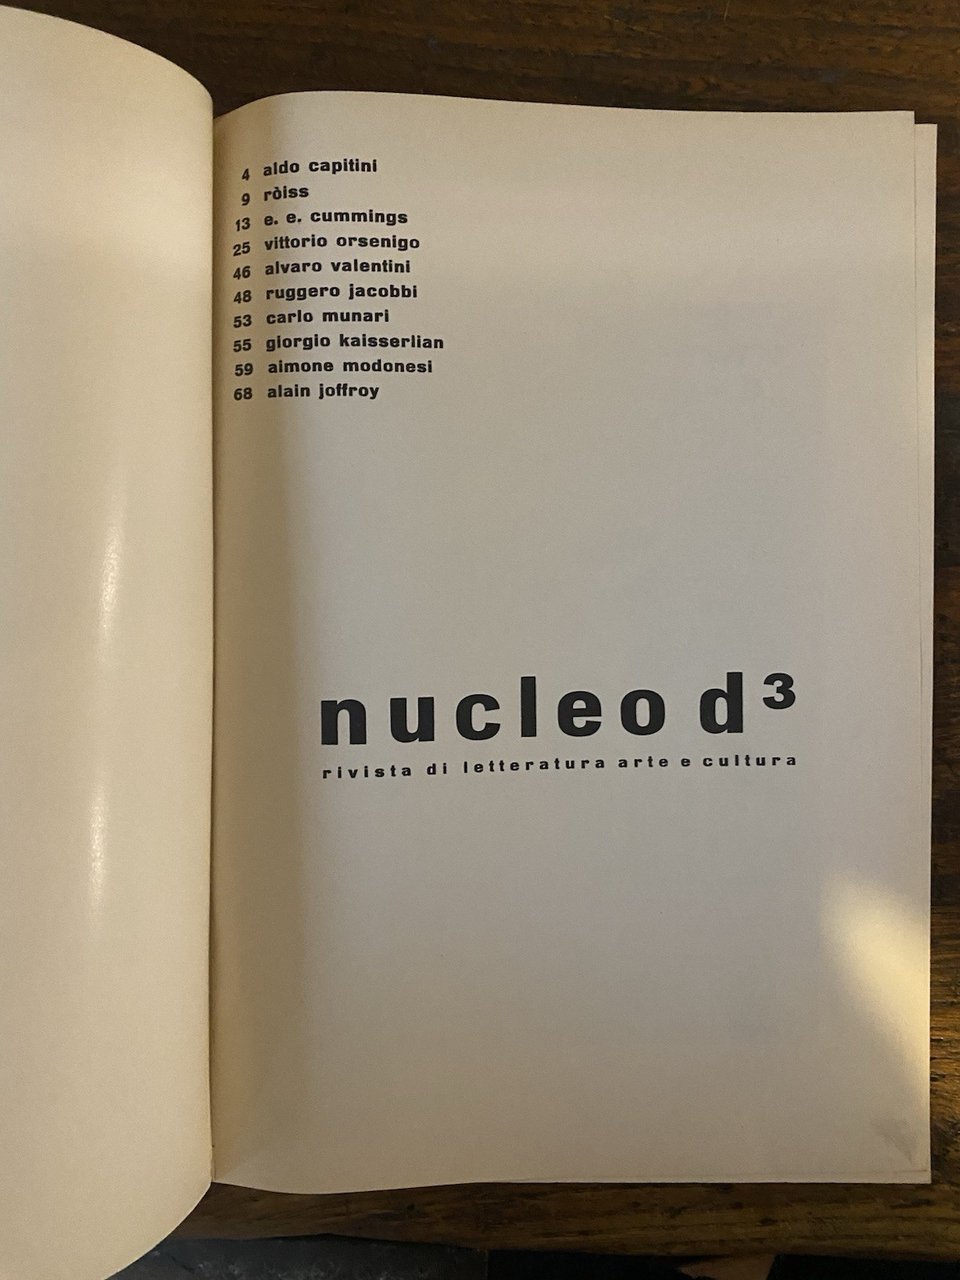 4 aldo capitini
9 ròiss
13 e. e. cummings
25 vittorio orsenigo
46 alvaro valentini
48 ruggero jacobbi
53 carlo munari
55 giorgio kaisserlian
59 aimone modonesi
68 alain joffroy
nucleo d³
rivista di letteratura arte e cultura